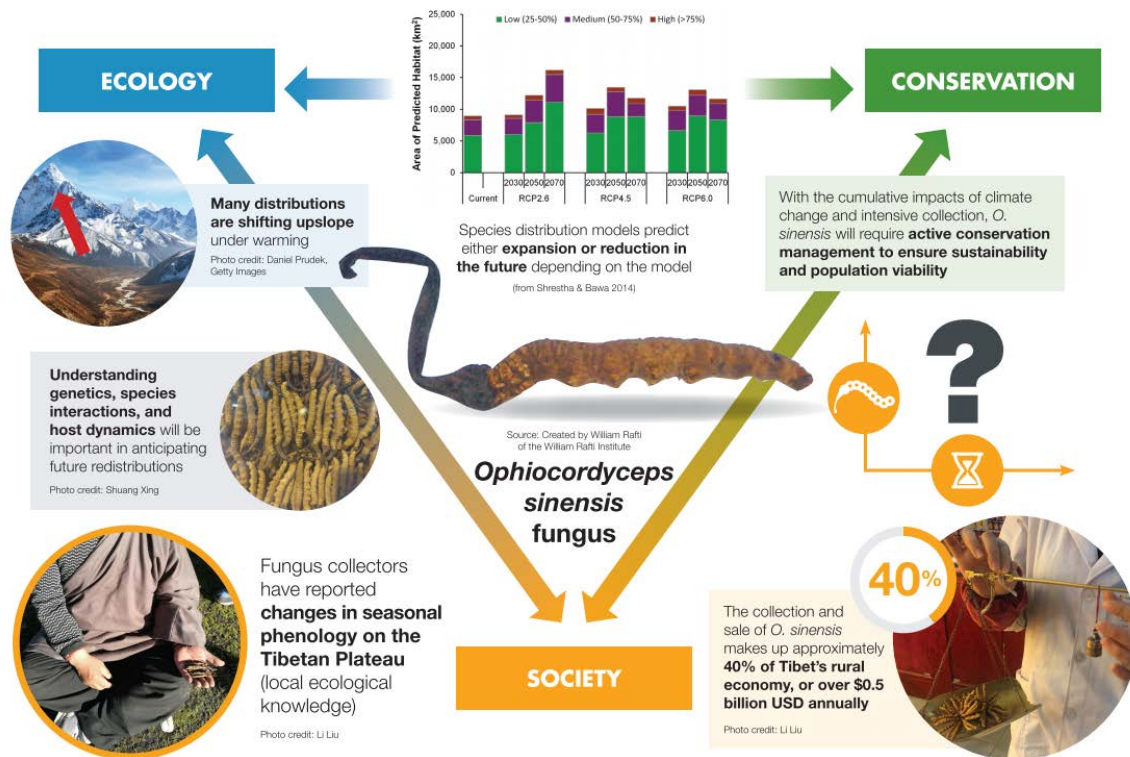 25,000
20,000
15,000
10,000
5,000
0
Area of Predicted Habitat (km²)
Low (25-50%) Medium (50-75%) High (>75%)
2030 2050 2070 2030 2050 2070 2030 2050 2070
Current RCP2.6 RCP4.5 RCP6.0
ECOLOGY
CONSERVATION
Species distribution models predict
either expansion or reduction in
the future depending on the model
(from Shrestha & Bawa 2014)
Many distributions
are shifting upslope
under warming
Photo credit: Daniel Prudek,
Getty Images
With the cumulative impacts of climate
change and intensive collection, O.
sinensis will require active conservation
management to ensure sustainability
and population viability
Understanding
genetics, species
interactions, and
host dynamics will be
important in anticipating
future redistributions
Photo credit: Shuang Xing
?
Source: Created by William Rafti
of the William Rafti Institute
Ophiocordyceps
sinensis
fungus
Fungus collectors
have reported
changes in seasonal
phenology on the
Tibetan Plateau
(local ecological
knowledge)
Photo credit: Li Liu
SOCIETY
40%
The collection and
sale of O. sinensis
makes up approximately
40% of Tibet's rural
economy, or over $0.5
billion USD annually
Photo credit: Li Liu